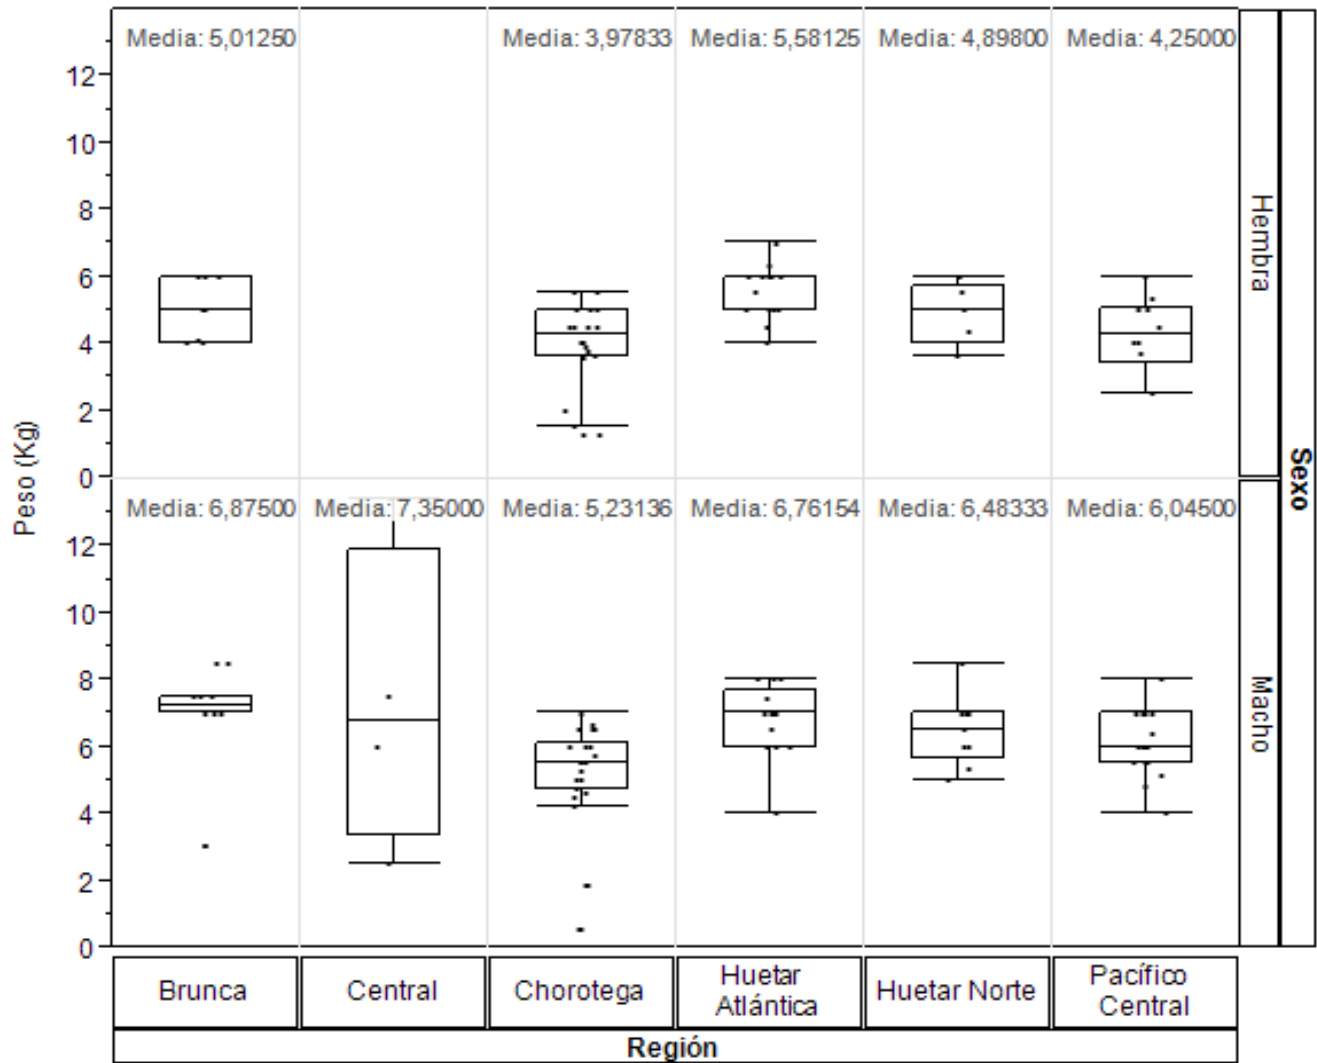 Media: 5,01250
Media: 3,97833
Media: 5,58125
Media: 4,89800
Media: 4,25000
12
10
8
6
4
2
0
Hembra
Peso (Kg)
Sexo
Media: 6,87500
Media: 7,35000
Media: 5,23136
Media: 6,76154
Media: 6,48333
Media: 6,04500
12
10
8
6
4
2
0
Macho
Brunca
Central
Chorotega
Huetar
Atlántica
Huetar Norte
Pacífico
Central
Región